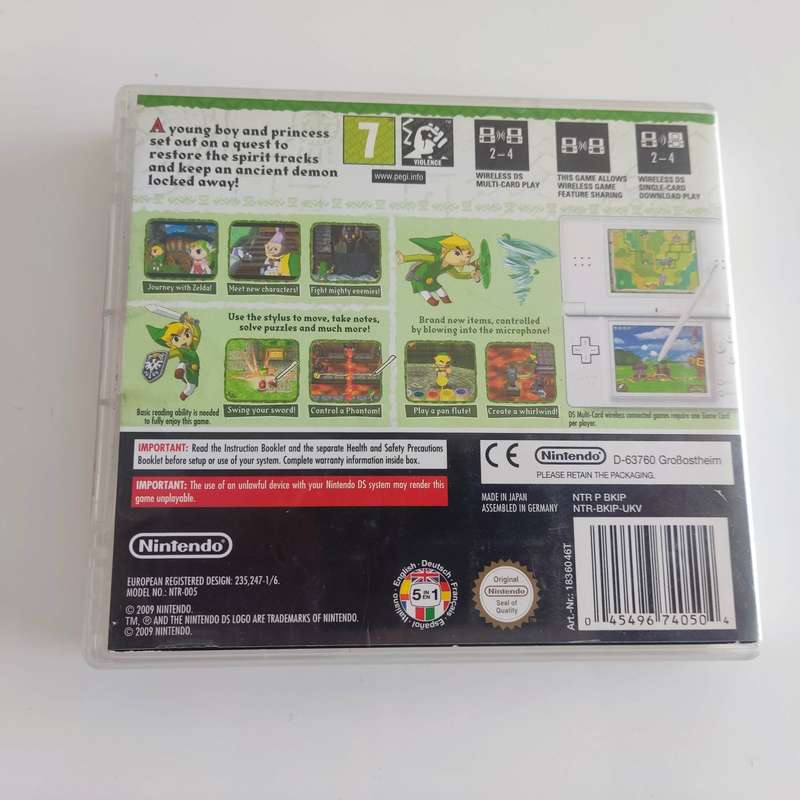 A young boy and princess
set out on a quest to
restore the spirit tracks
and keep an ancient demon
locked away!
7
VIOLENCE
www.pegi.info
2-4
WIRELESS DS
MULTI-CARD PLAY
THIS GAME ALLOWS
WIRELESS GAME
FEATURE SHARING
2-4
WIRELESS DS
SINGLE-CARD
DOWNLOAD PLAY
Journey with Zelda!
Meet new characters!
Fight mighty enemies!
Use the stylus to move, take notes,
solve puzzles and much more!
Basic reading ability is needed
to fully enjoy this game.
Swing your sword!
Control a Phantom!
Brand new items, controlled
by blowing into the microphone!
Play a pan flute!
Create a whirlwind!
DS Multi-Card wireless connected games require one Game Card
per player.
IMPORTANT: Read the Instruction Booklet and the separate Health and Safety Precautions
Booklet before setup or use of your system. Complete warranty information inside box.
IMPORTANT: The use of an unlawful device with your Nintendo DS system may render this
game unplayable.
CE Nintendo D-63760 Großostheim
PLEASE RETAIN THE PACKAGING.
MADE IN JAPAN
ASSEMBLED IN GERMANY
NTR P BKIP
NTR-BKIP-UKV
Nintendo
EUROPEAN REGISTERED DESIGN: 235,247-1/6.
MODEL NO.: NTR-005
© 2009 NINTENDO.
TM, ® AND THE NINTENDO DS LOGO ARE TRADEMARKS OF NINTENDO.
© 2009 NINTENDO.
English · Deutsch · Français · Español · Italiano
5 IN EN 1
Original
Nintendo
Seal of
Quality
Art.-Nr.: 1836046T
0 45496 74050 4